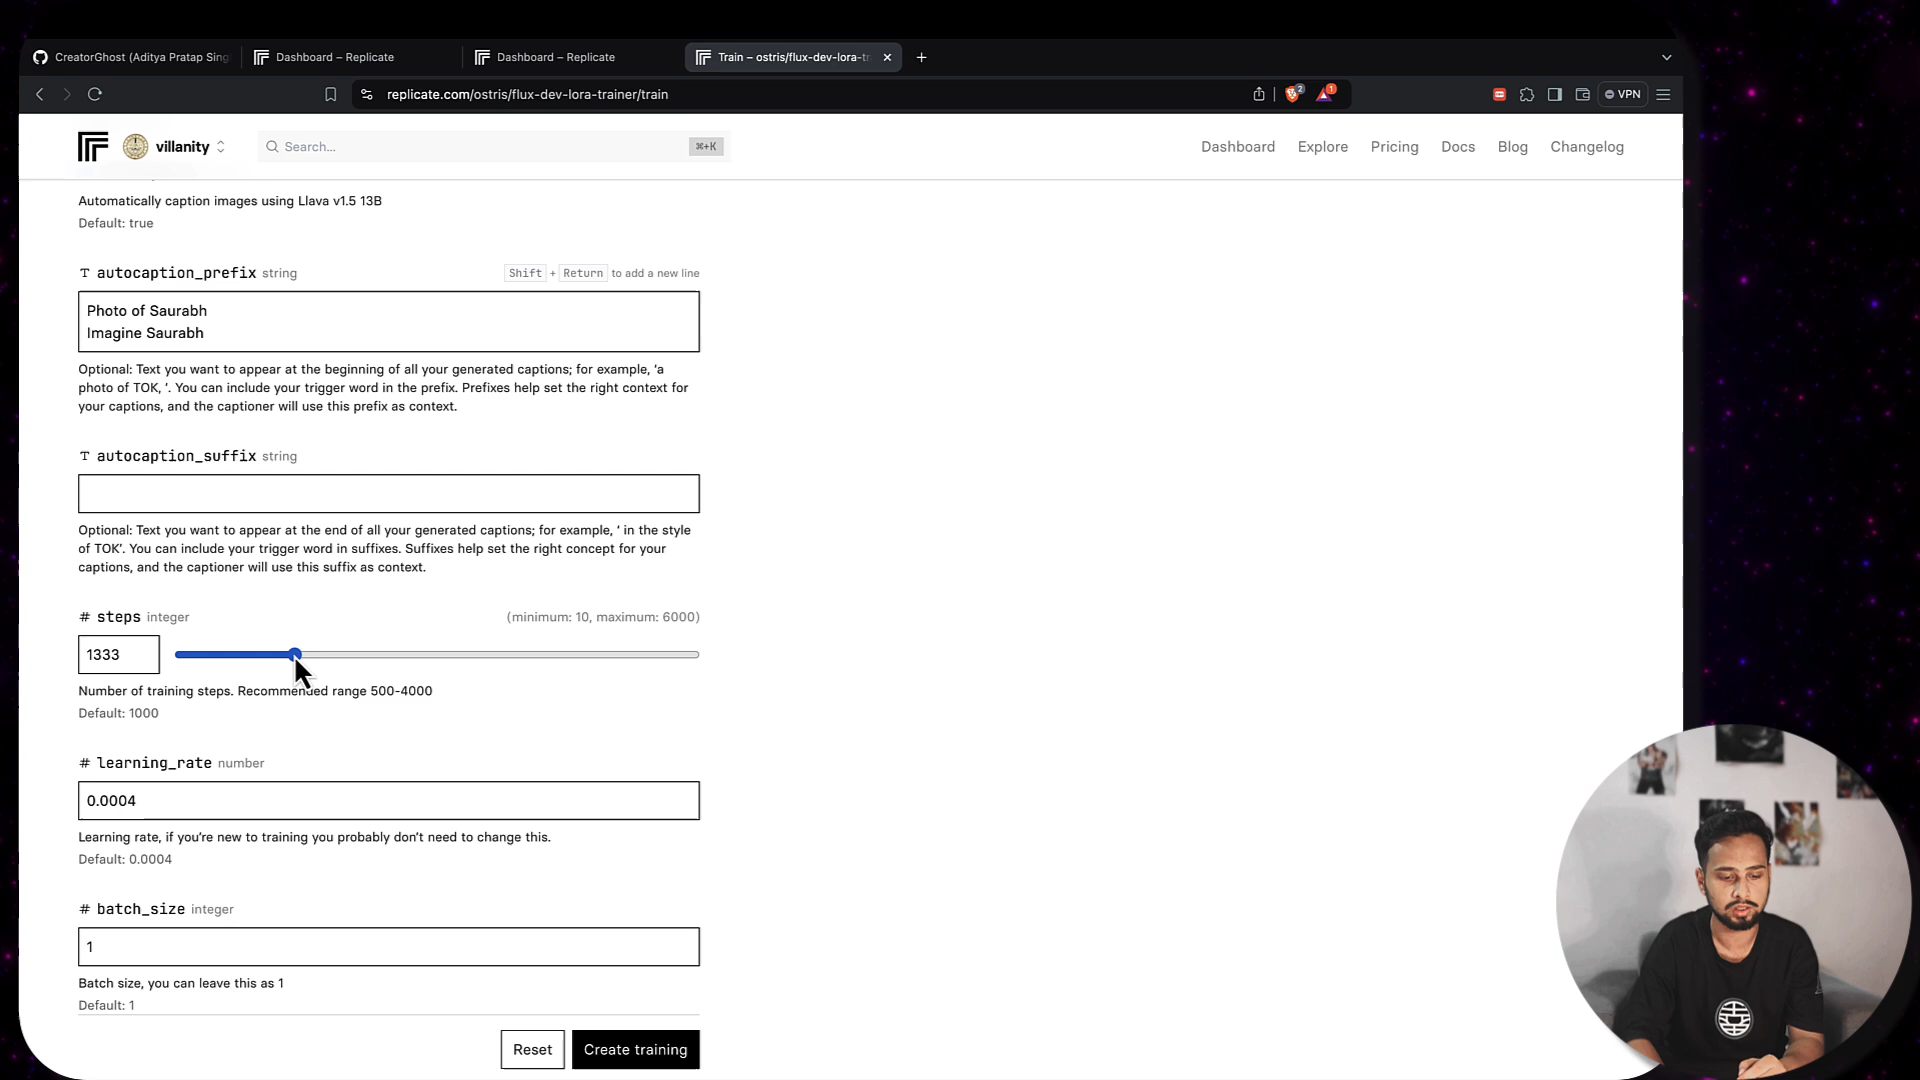 CreatorGhost (Aditya Pratap Sing
Dashboard – Replicate
Dashboard – Replicate
Train – ostris/flux-dev-lora-tr
replicate.com/ostris/flux-dev-lora-trainer/train
2
1
VPN
villanity
Search...
⌘+K
Dashboard
Explore
Pricing
Docs
Blog
Changelog
Automatically caption images using Llava v1.5 13B
Default: true
T autocaption_prefix string
Shift + Return to add a new line
Photo of Saurabh
Imagine Saurabh
Optional: Text you want to appear at the beginning of all your generated captions; for example, ‘a
photo of TOK, ’. You can include your trigger word in the prefix. Prefixes help set the right context for
your captions, and the captioner will use this prefix as context.
T autocaption_suffix string
Optional: Text you want to appear at the end of all your generated captions; for example, ‘ in the style
of TOK’. You can include your trigger word in suffixes. Suffixes help set the right concept for your
captions, and the captioner will use this suffix as context.
# steps integer
(minimum: 10, maximum: 6000)
1333
Number of training steps. Recommended range 500-4000
Default: 1000
# learning_rate number
0.0004
Learning rate, if you’re new to training you probably don’t need to change this.
Default: 0.0004
# batch_size integer
1
Batch size, you can leave this as 1
Default: 1
Reset
Create training